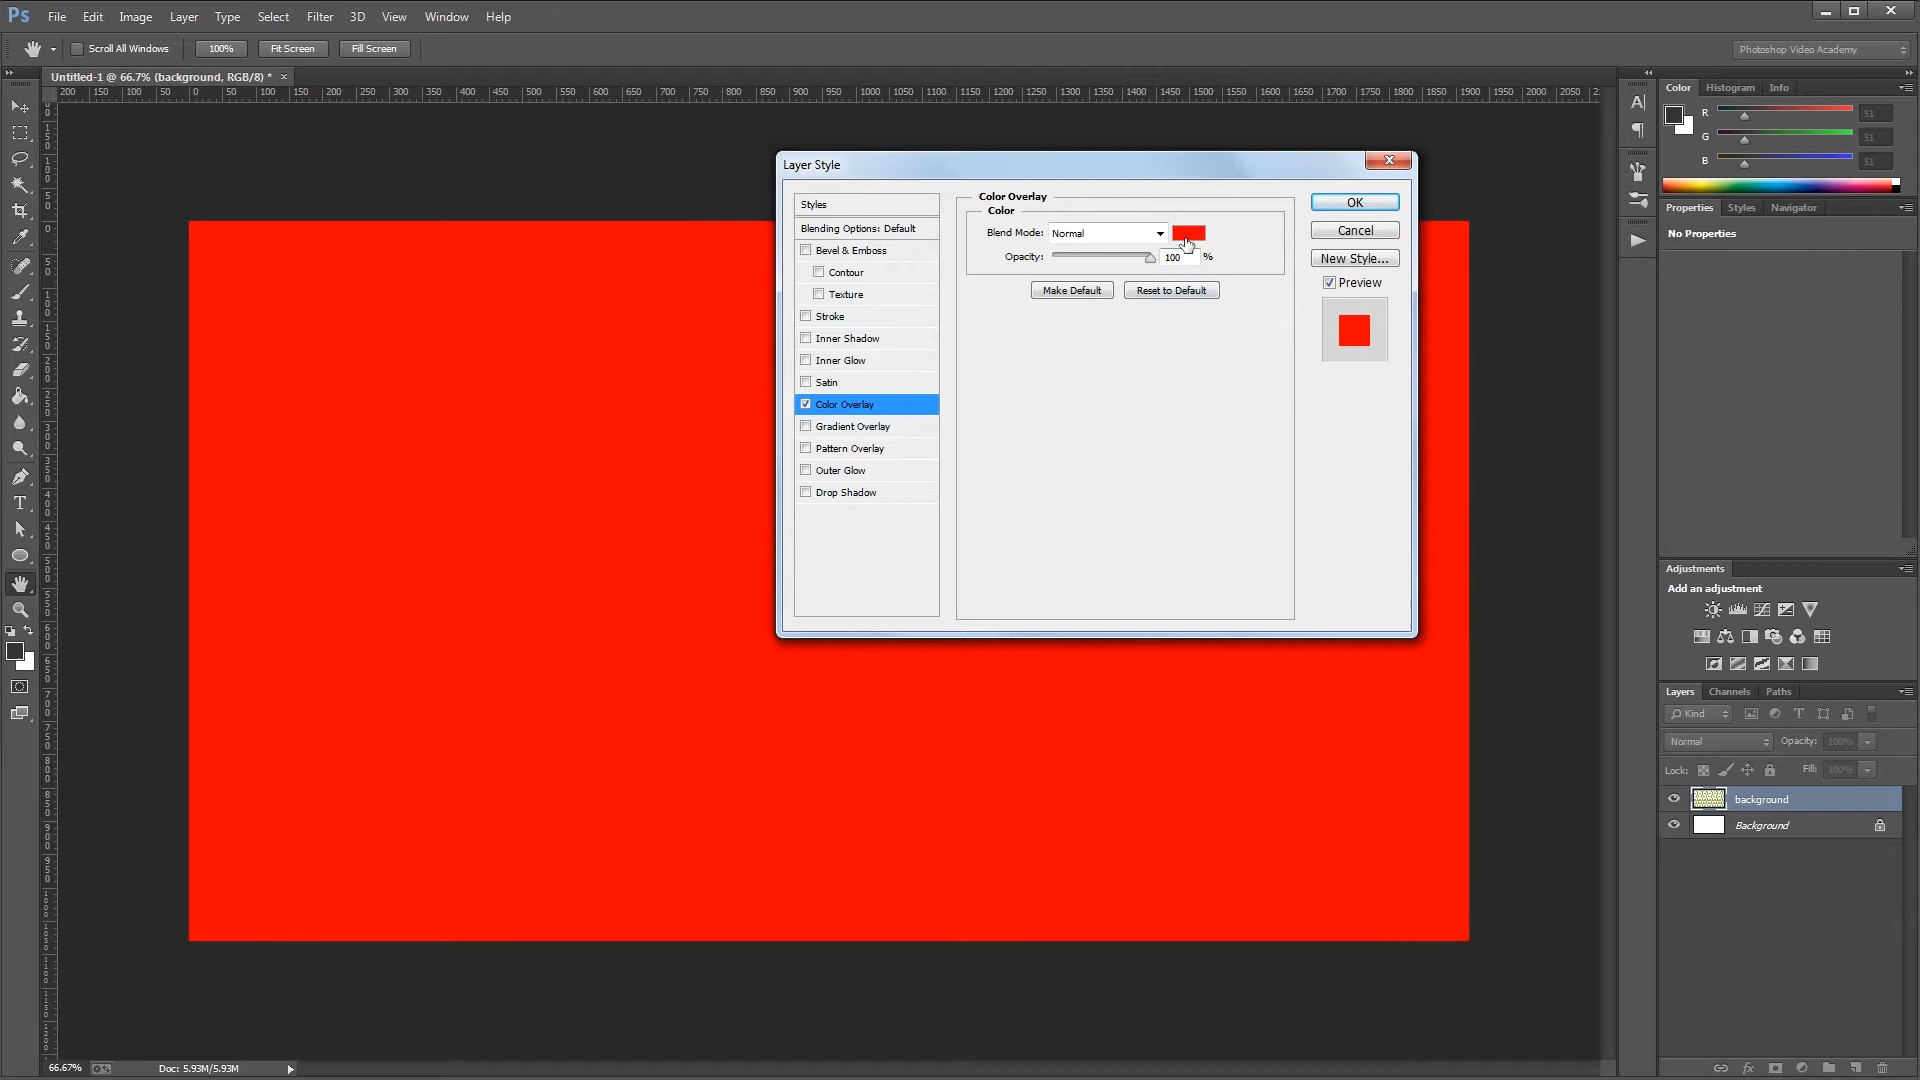 Ps File Edit Image Layer Type Select Filter 3D View Window Help
Scroll All Windows 100% Fit Screen Fill Screen Photoshop Video Academy
Untitled-1 @ 66.7% (background, RGB/8) * ×
200 150 100 50 0 50 100 150 200 250 300 350 400 450 500 550 600 650 700 750 800 850 900 950 1000 1050 1100 1150 1200 1250 1300 1350 1400 1450 1500 1550 1600 1650 1700 1750 1800 1850 1900 1950 2000 2050
Color Histogram Info
R 51
G 51
B 51
Properties Styles Navigator
No Properties
Layer Style
Styles
Blending Options: Default
Bevel & Emboss
Contour
Texture
Stroke
Inner Shadow
Inner Glow
Satin
Color Overlay
Gradient Overlay
Pattern Overlay
Outer Glow
Drop Shadow
Color Overlay
Color
Blend Mode: Normal
Opacity: 100 %
Make Default Reset to Default
OK
Cancel
New Style...
Preview
Adjustments
Add an adjustment
Layers Channels Paths
Kind
Normal Opacity: 100%
Lock: Fill: 100%
background
Background
66.67% Doc: 5.93M/5.93M